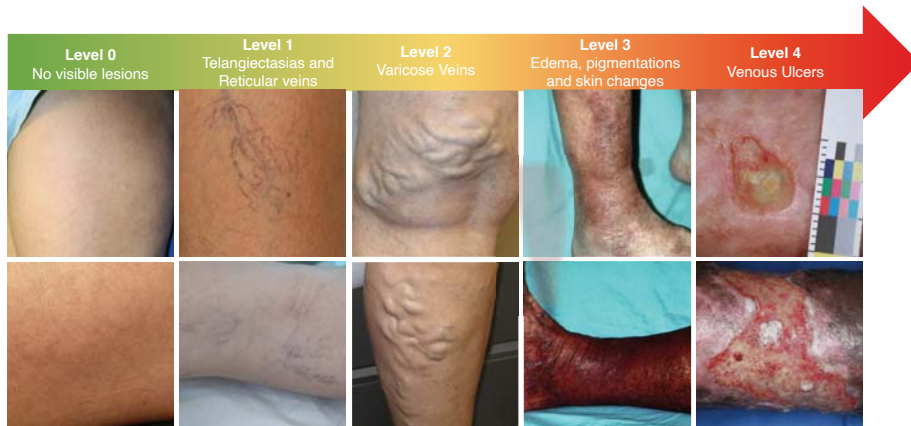 Level 0
No visible lesions
Level 1
Telangiectasias and
Reticular veins
Level 2
Varicose Veins
Level 3
Edema, pigmentations
and skin changes
Level 4
Venous Ulcers